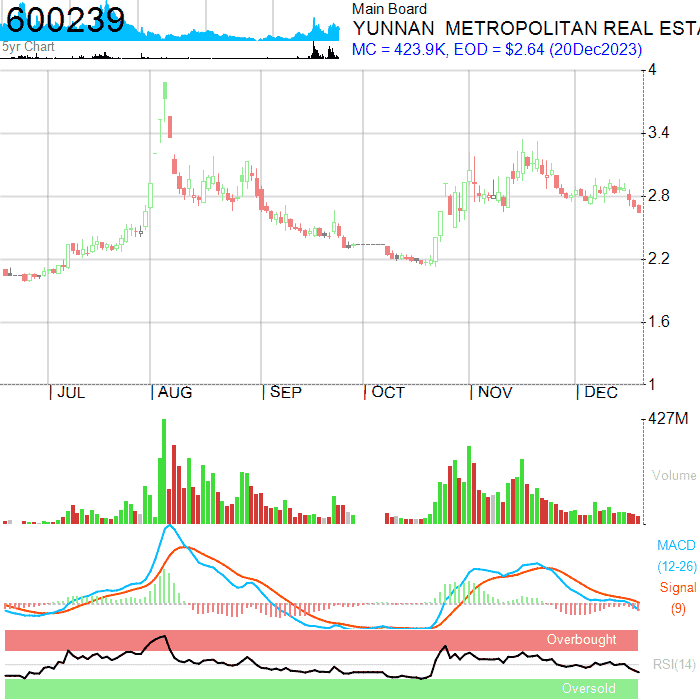 600239
5yr Chart
Main Board
YUNNAN METROPOLITAN REAL ESTA
MC = 423.9K, EOD = $2.64 (20Dec2023)
4
3.4
2.8
2.2
1.6
1
JUL
AUG
SEP
OCT
NOV
DEC
427M
Volume
MACD
(12-26)
Signal
(9)
Overbought
RSI(14)
Oversold